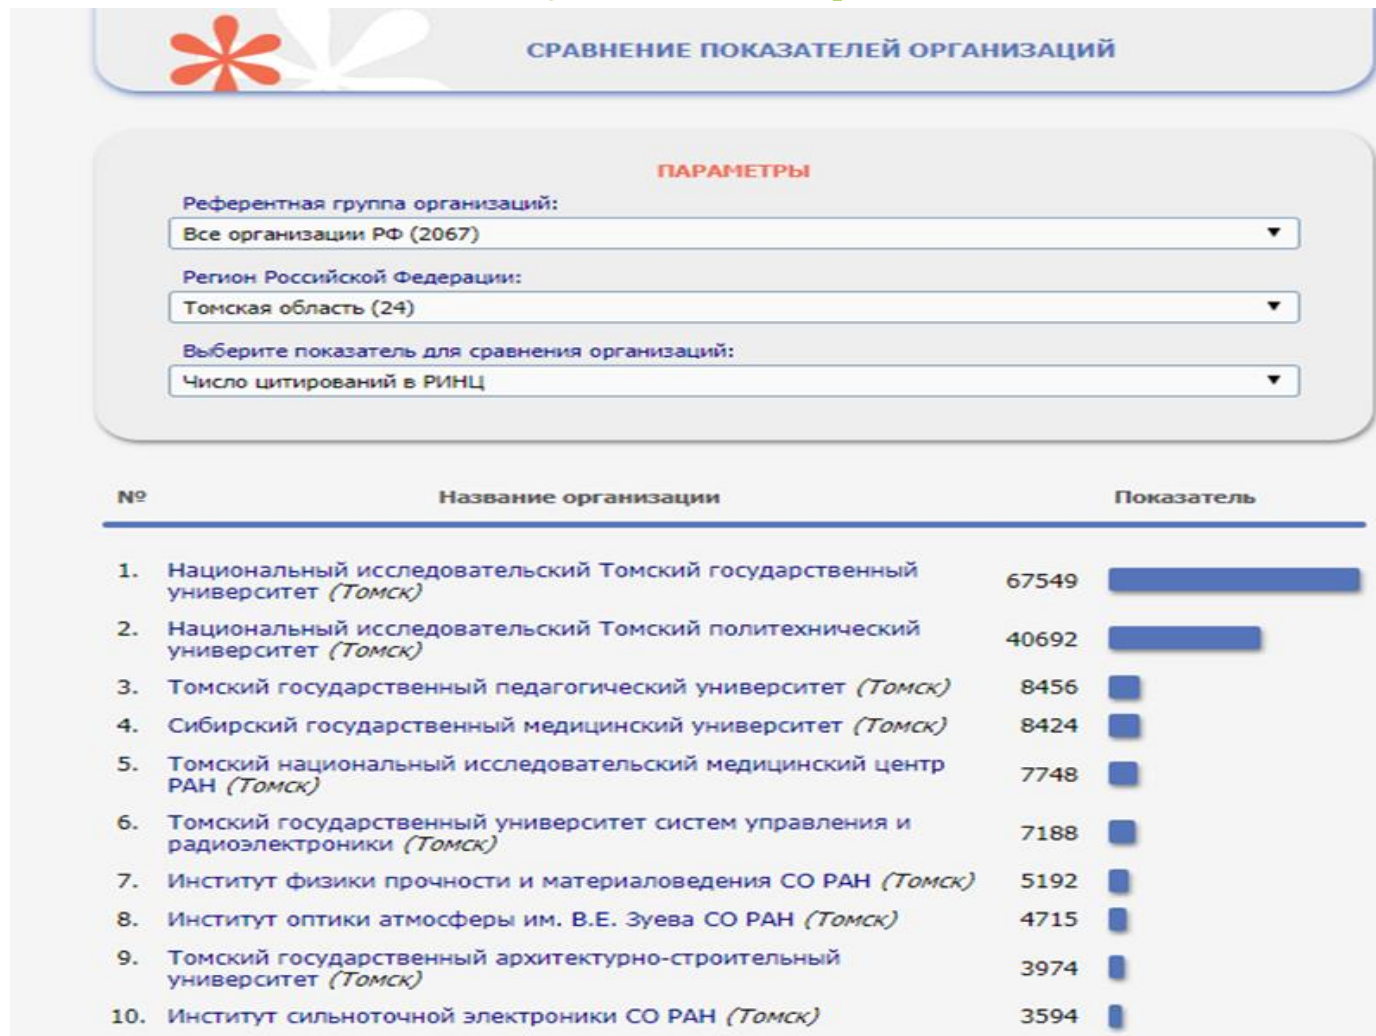 СРАВНЕНИЕ ПОКАЗАТЕЛЕЙ ОРГАНИЗАЦИЙ
ПАРАМЕТРЫ
Референтная группа организаций:
Все организации РФ (2067)
Регион Российской Федерации:
Томская область (24)
Выберите показатель для сравнения организаций:
Число цитирований в РИНЦ
№ Название организации Показатель
1. Национальный исследовательский Томский государственный
университет (Томск) 67549
2. Национальный исследовательский Томский политехнический
университет (Томск) 40692
3. Томский государственный педагогический университет (Томск) 8456
4. Сибирский государственный медицинский университет (Томск) 8424
5. Томский национальный исследовательский медицинский центр
РАН (Томск) 7748
6. Томский государственный университет систем управления и
радиоэлектроники (Томск) 7188
7. Институт физики прочности и материаловедения СО РАН (Томск) 5192
8. Институт оптики атмосферы им. В.Е. Зуева СО РАН (Томск) 4715
9. Томский государственный архитектурно-строительный
университет (Томск) 3974
10. Институт сильноточной электроники СО РАН (Томск) 3594